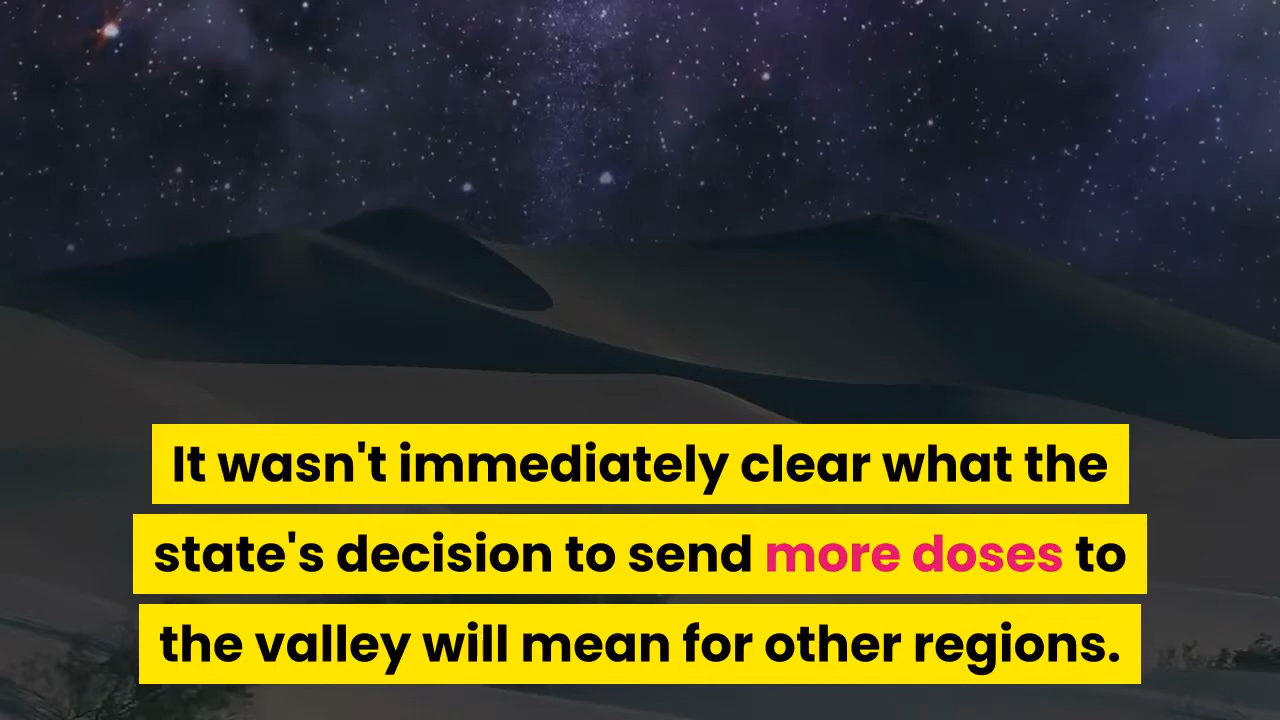 It wasn't immediately clear what the
state's decision to send more doses to
the valley will mean for other regions.